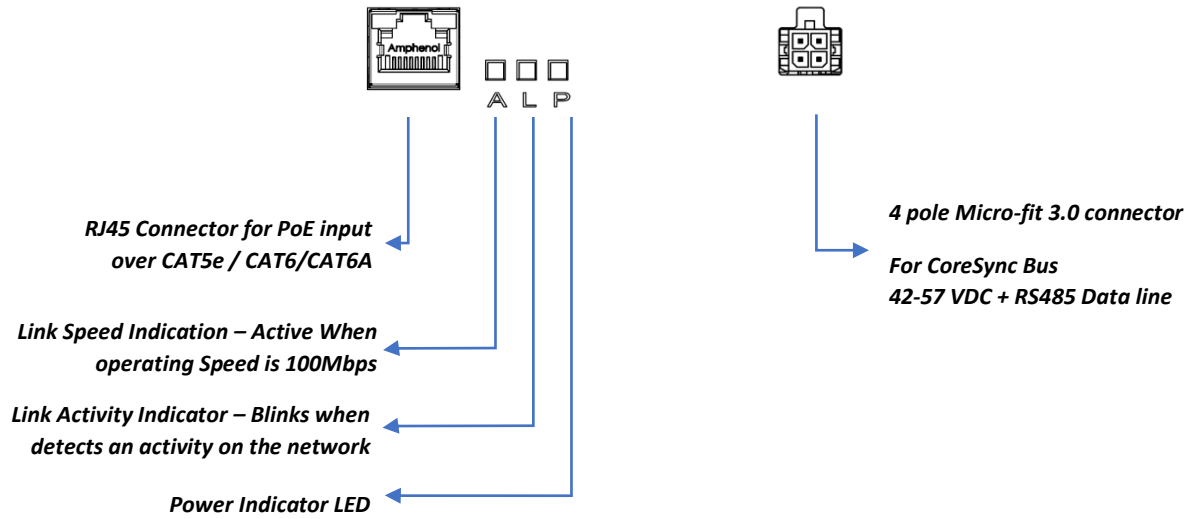 Amphenol
A L P
RJ45 Connector for PoE input
over CAT5e / CAT6/CAT6A
4 pole Micro-fit 3.0 connector
For CoreSync Bus
42-57 VDC + RS485 Data line
Link Speed Indication – Active When
operating Speed is 100Mbps
Link Activity Indicator – Blinks when
detects an activity on the network
Power Indicator LED